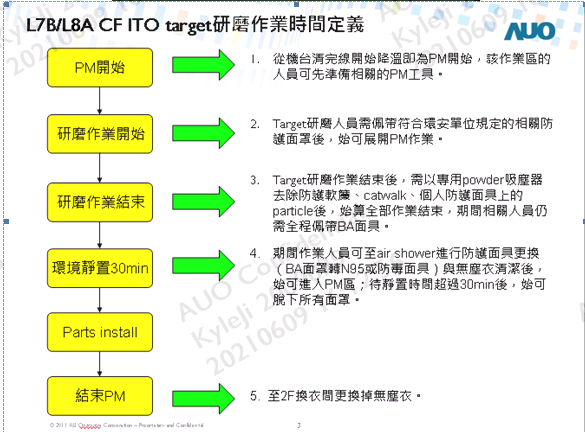 L7B/L8A CF ITO target研磨作業時間定義
AUO
PM開始
1. 從機台清完線開始降溫即為PM開始，該作業區的
人員可先準備相關的PM工具。
研磨作業開始
2. Target研磨人員需佩帶符合環安單位規定的相關防
護面罩後，始可展開PM作業。
研磨作業結束
3. Target研磨作業結束後，需以專用powder吸塵器
去除防護軟簾、catwalk、個人防護面具上的
particle後，始算全部作業結束，期間相關人員仍
需全程佩帶BA面具。
環境靜置30min
4. 期間作業人員可至air shower進行防護面具更換
（BA面罩轉N95或防毒面具）與無塵衣清潔後，
始可進入PM區；待靜置時間超過30min後，始可
脫下所有面罩。
Parts install
結束PM
5. 至2F換衣間更換掉無塵衣。
AUO Confidential
Kyleji
20210609
3